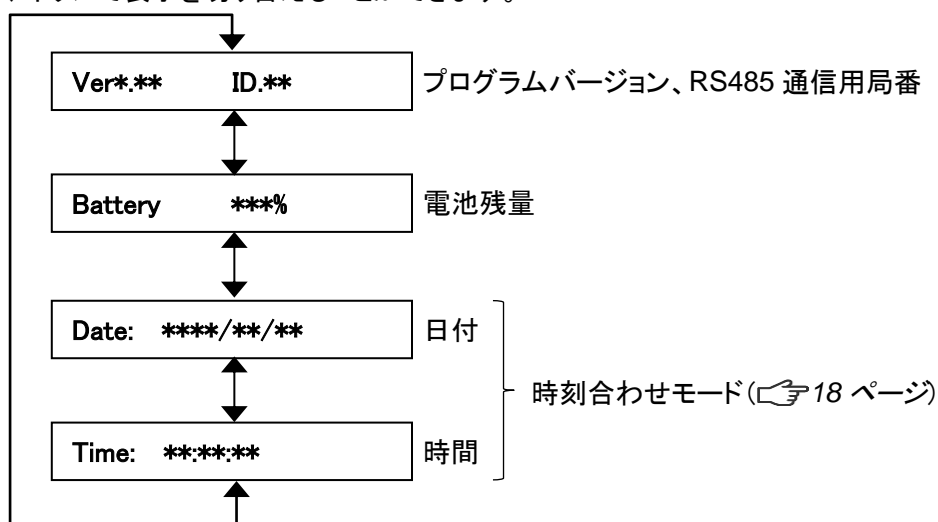 Ver*.** ID.** プログラムバージョン、RS485 通信用局番
Battery ***% 電池残量
Date: ****/**/** 日付
時刻合わせモード(☞18 ページ)
Time: **:**:** 時間